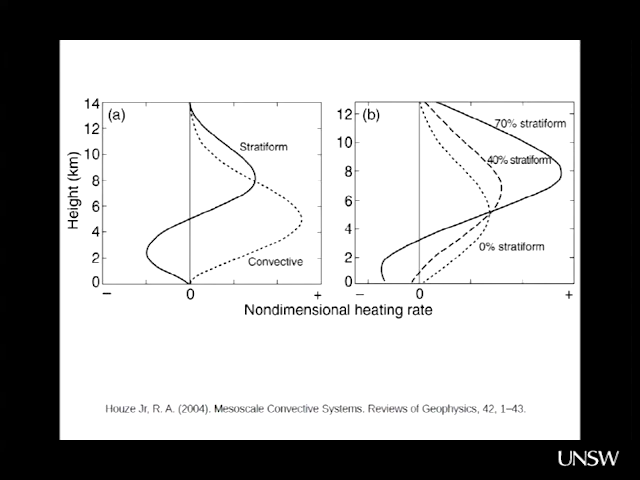 (a)
14
12
10
8
6
4
2
0
Height (km)
Stratiform
Convective
− 0 +
(b)
12
10
8
6
4
2
0
70% stratiform
40% stratiform
0% stratiform
− 0 +
Nondimensional heating rate
Houze Jr, R. A. (2004). Mesoscale Convective Systems. Reviews of Geophysics, 42, 1–43.
UNSW